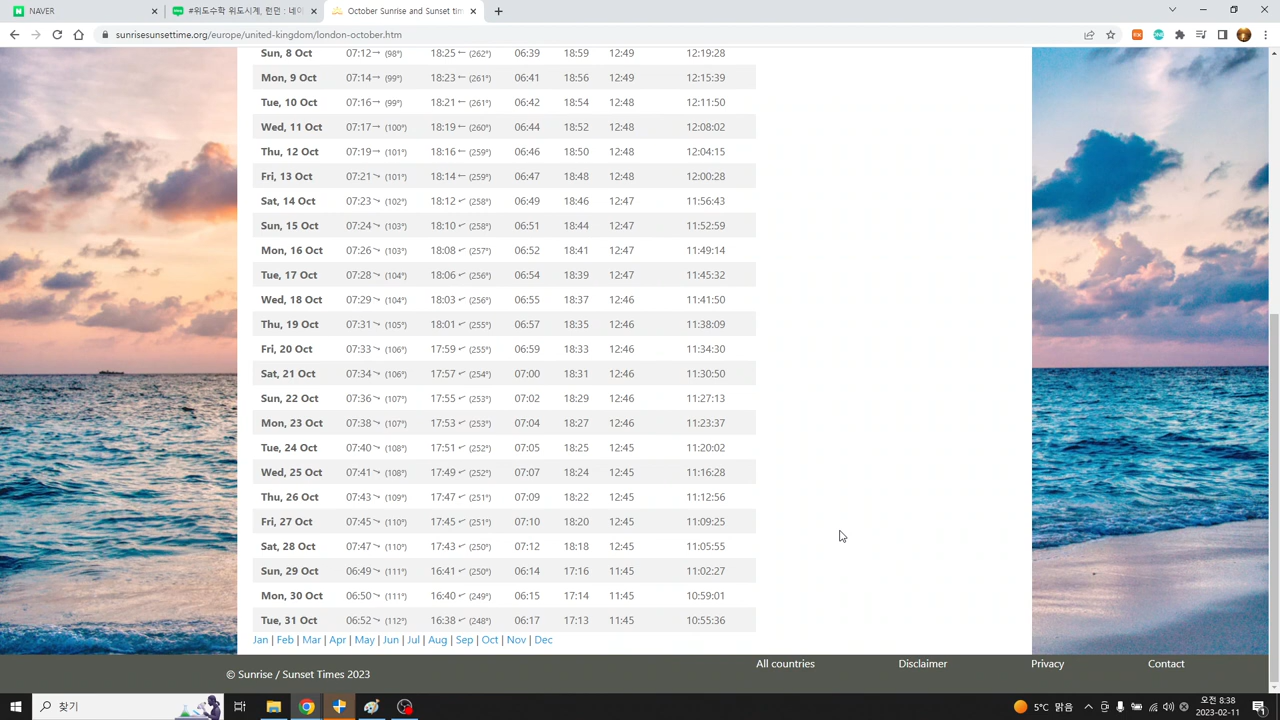 NAVER
#위도수학 위도시계, 런던 : 네이
October Sunrise and Sunset tim
sunrisesunsettime.org/europe/united-kingdom/london-october.htm
Sun, 8 Oct 07:12→ (98°) 18:25← (262°) 06:39 18:59 12:49 12:19:28
Mon, 9 Oct 07:14→ (99°) 18:23← (261°) 06:41 18:56 12:49 12:15:39
Tue, 10 Oct 07:16→ (99°) 18:21← (261°) 06:42 18:54 12:48 12:11:50
Wed, 11 Oct 07:17→ (100°) 18:19← (260°) 06:44 18:52 12:48 12:08:02
Thu, 12 Oct 07:19→ (101°) 18:16← (259°) 06:46 18:50 12:48 12:04:15
Fri, 13 Oct 07:21 (101°) 18:14← (259°) 06:47 18:48 12:48 12:00:28
Sat, 14 Oct 07:23 (102°) 18:12 (258°) 06:49 18:46 12:47 11:56:43
Sun, 15 Oct 07:24 (103°) 18:10 (258°) 06:51 18:44 12:47 11:52:59
Mon, 16 Oct 07:26 (103°) 18:08 (257°) 06:52 18:41 12:47 11:49:14
Tue, 17 Oct 07:28 (104°) 18:06 (256°) 06:54 18:39 12:47 11:45:32
Wed, 18 Oct 07:29 (104°) 18:03 (256°) 06:55 18:37 12:46 11:41:50
Thu, 19 Oct 07:31 (105°) 18:01 (255°) 06:57 18:35 12:46 11:38:09
Fri, 20 Oct 07:33 (106°) 17:59 (255°) 06:59 18:33 12:46 11:34:30
Sat, 21 Oct 07:34 (106°) 17:57 (254°) 07:00 18:31 12:46 11:30:50
Sun, 22 Oct 07:36 (107°) 17:55 (253°) 07:02 18:29 12:46 11:27:13
Mon, 23 Oct 07:38 (107°) 17:53 (253°) 07:04 18:27 12:46 11:23:37
Tue, 24 Oct 07:40 (108°) 17:51 (252°) 07:05 18:25 12:45 11:20:02
Wed, 25 Oct 07:41 (108°) 17:49 (252°) 07:07 18:24 12:45 11:16:28
Thu, 26 Oct 07:43 (109°) 17:47 (251°) 07:09 18:22 12:45 11:12:56
Fri, 27 Oct 07:45 (110°) 17:45 (251°) 07:10 18:20 12:45 11:09:25
Sat, 28 Oct 07:47 (110°) 17:43 (250°) 07:12 18:18 12:45 11:05:55
Sun, 29 Oct 06:49 (111°) 16:41 (250°) 06:14 17:16 11:45 11:02:27
Mon, 30 Oct 06:50 (111°) 16:40 (249°) 06:15 17:14 11:45 10:59:01
Tue, 31 Oct 06:52 (112°) 16:38 (248°) 06:17 17:13 11:45 10:55:36
Jan | Feb | Mar | Apr | May | Jun | Jul | Aug | Sep | Oct | Nov | Dec
All countries Disclaimer Privacy Contact
© Sunrise / Sunset Times 2023
찾기
5°C 맑음
오전 8:38
2023-02-11